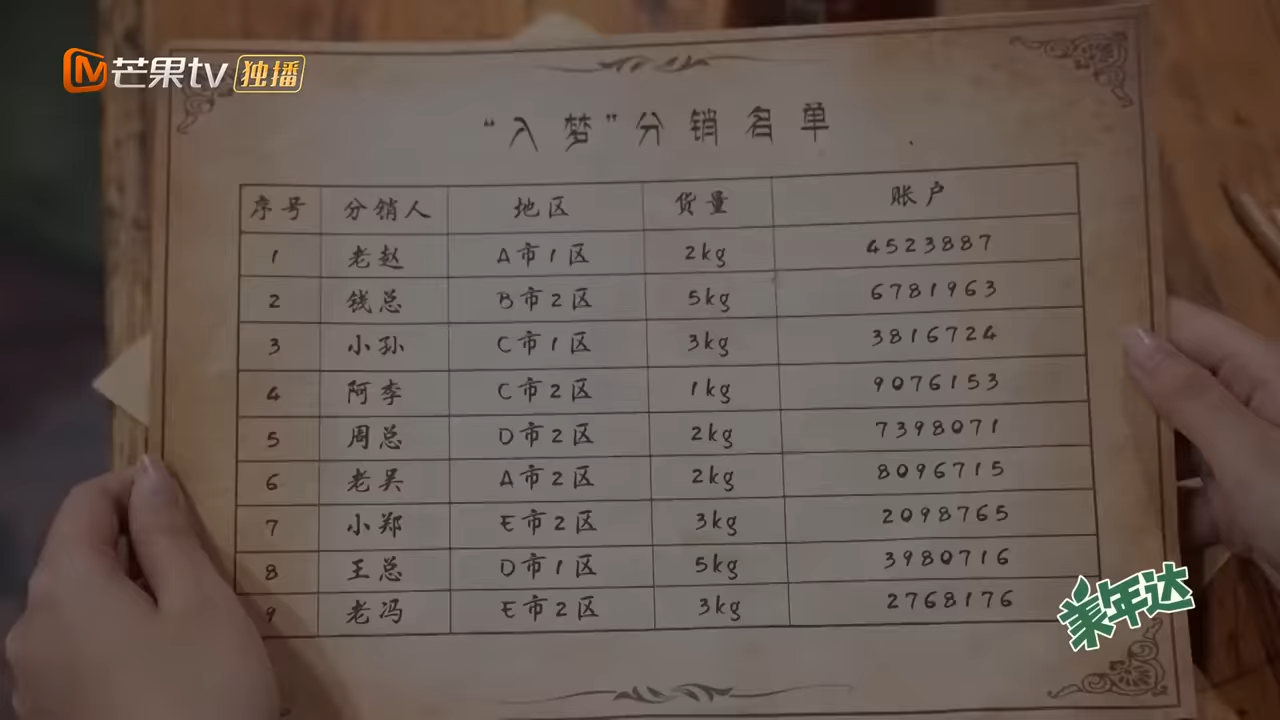 芒果tv 独播
“入梦”分销名单
序号 分销人 地区 货量 账户
1 老赵 A市1区 2kg 4523887
2 钱总 B市2区 5kg 6781963
3 小孙 C市1区 3kg 3816724
4 阿李 C市2区 1kg 9076153
5 周总 D市2区 2kg 7398071
6 老吴 A市2区 2kg 8096715
7 小郑 E市2区 3kg 2098765
8 王总 D市1区 5kg 3980716
9 老冯 E市2区 3kg 2768176
美年达